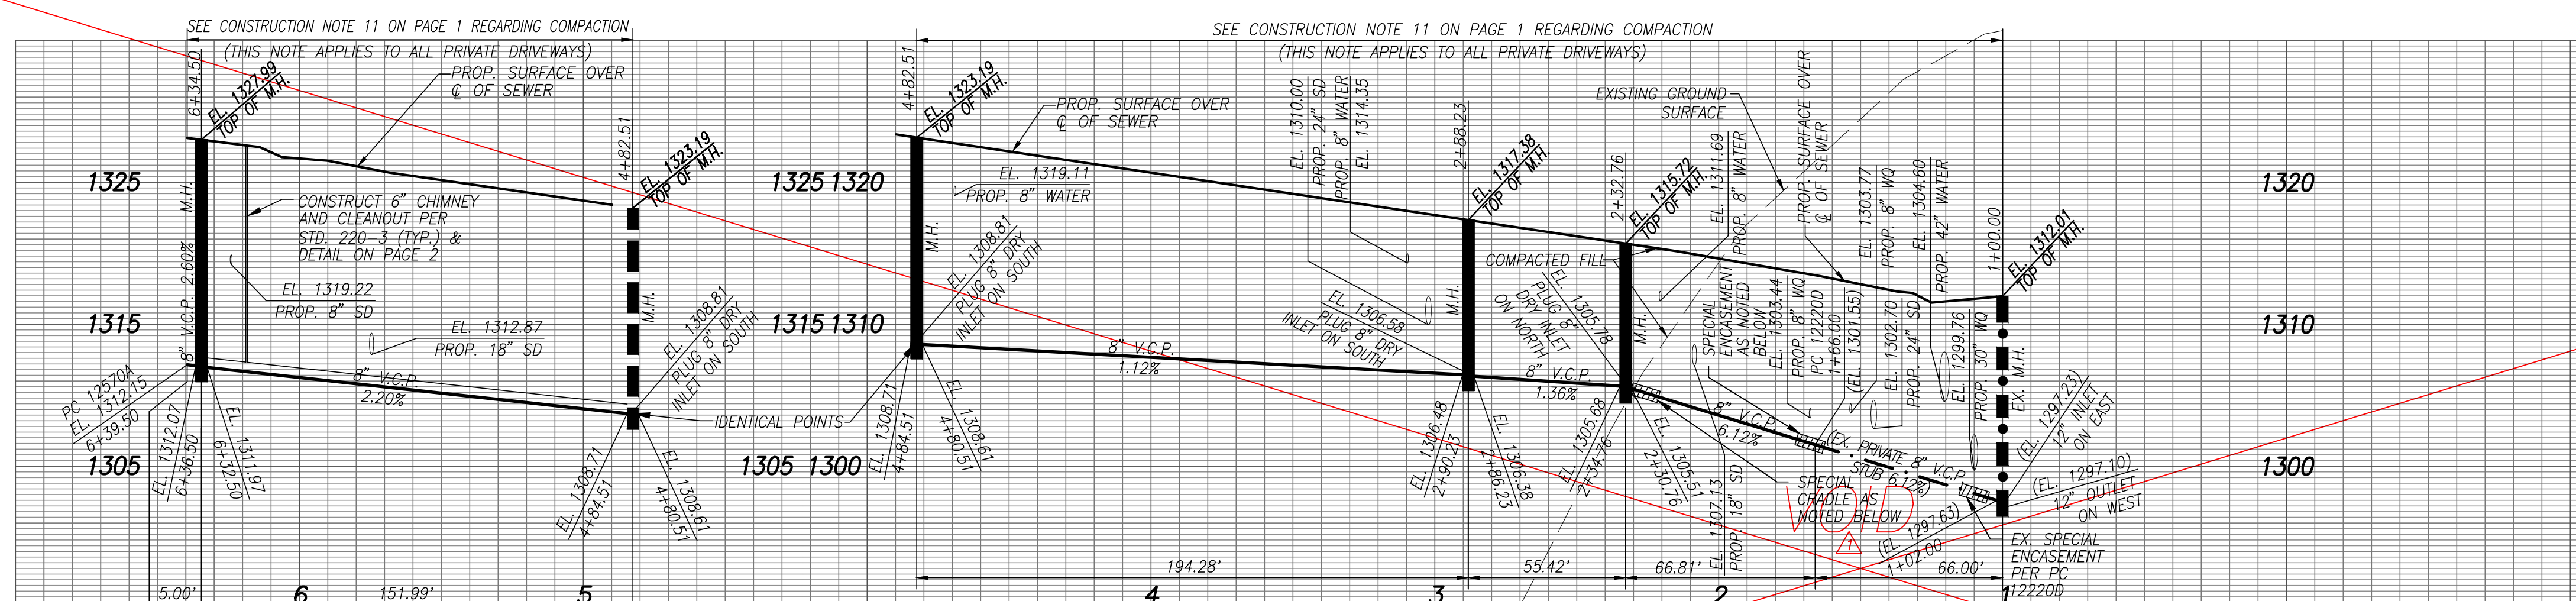 SEE CONSTRUCTION NOTE 11 ON PAGE 1 REGARDING COMPACTION
(THIS NOTE APPLIES TO ALL PRIVATE DRIVEWAYS)
6+34.50
EL. 1327.99
TOP OF M.H.
PROP. SURFACE OVER
℄ OF SEWER
4+82.51
EL. 1323.19
TOP OF M.H.
1325
1315
1305
M.H.
8" V.C.P. 2.60%
CONSTRUCT 6" CHIMNEY
AND CLEANOUT PER
STD. 220-3 (TYP.) &
DETAIL ON PAGE 2
EL. 1319.22
PROP. 8" SD
EL. 1312.87
PROP. 18" SD
M.H.
EL. 1308.81
PLUG 8" DRY
INLET ON SOUTH
8" V.C.P.
2.20%
PC 12570A
EL. 1312.15
6+39.50
EL. 1312.07
6+36.50
EL. 1311.97
6+32.50
EL. 1308.71
4+84.51
EL. 1308.61
4+80.51
IDENTICAL POINTS
5.00'
6
151.99'
5
SEE CONSTRUCTION NOTE 11 ON PAGE 1 REGARDING COMPACTION
(THIS NOTE APPLIES TO ALL PRIVATE DRIVEWAYS)
1325 1320
1315 1310
1305 1300
4+82.51
EL. 1323.19
TOP OF M.H.
PROP. SURFACE OVER
℄ OF SEWER
EL. 1319.11
PROP. 8" WATER
M.H.
EL. 1308.81
PLUG 8" DRY
INLET ON SOUTH
EL. 1308.71
4+84.51
EL. 1308.61
4+80.51
8" V.C.P.
1.12%
EL. 1310.00
PROP. 24" SD
PROP. 8" WATER
EL. 1314.35
2+88.23
EL. 1317.38
TOP OF M.H.
EL. 1306.58
PLUG 8" DRY
INLET ON SOUTH
M.H.
EL. 1306.48
2+90.23
EL. 1306.38
2+86.23
COMPACTED FILL
EL. 1305.78
PLUG 8"
DRY INLET
ON NORTH
8" V.C.P.
1.36%
2+32.76
EL. 1315.72
TOP OF M.H.
M.H.
EL. 1305.68
2+34.76
EL. 1305.51
2+30.76
EXISTING GROUND
SURFACE
EL. 1311.69
PROP. 8" WATER
SPECIAL
ENCASEMENT
AS NOTED
BELOW
EL. 1303.44
PROP. 8" WQ
PC 12220D
1+66.00
(EL. 1301.55)
PROP. SURFACE OVER
℄ OF SEWER
EL. 1303.77
PROP. 8" WQ
EL. 1302.70
PROP. 24" SD
EL. 1304.60
PROP. 42" WATER
EL. 1299.76
PROP. 30" WQ
1+00.00
EL. 1312.01
TOP OF M.H.
EX. M.H.
8" V.C.P.
6.12%
(EX. PRIVATE 8" V.C.P.
STUB 6.12%)
EL. 1307.13
PROP. 18" SD
SPECIAL
CRADLE AS
NOTED BELOW
VOID
1
(EL. 1297.63)
1+02.00
(EL. 1297.23)
12" INLET
ON EAST
(EL. 1297.10)
12" OUTLET
ON WEST
EX. SPECIAL
ENCASEMENT
PER PC
12220D
194.28'
55.42'
66.81'
66.00'
4
3
2
1
1320
1310
1300